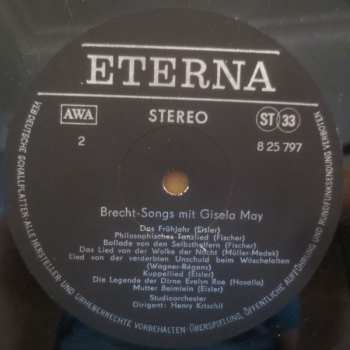 ETERNA
AWA
STEREO
ST 33
2
8 25 797
Brecht-Songs mit Gisela May
Das Frühjahr (Eisler)
Philosophisches Tanzlied (Fischer)
Ballade von den Selbsthelfern (Fischer)
Das Lied von der Wolke der Nacht (Müller-Medek)
Lied von der verderbten Unschuld beim Wäschefalten
(Wagner-Régeny)
Kuppellied (Eisler)
Die Legende der Dirne Evelyn Roe (Hosalla)
Mutter Beimlein (Eisler)
Studioorchester
Dirigent: Henry Krtschil
VEB DEUTSCHE SCHALLPLATTEN ALLE HERSTELLER- UND URHEBERRECHTE VORBEHALTEN · ÜBERSPIELUNG, ÖFFENTLICHE AUFFÜHRUNG UND RUNDFUNKSENDUNG VERBOTEN